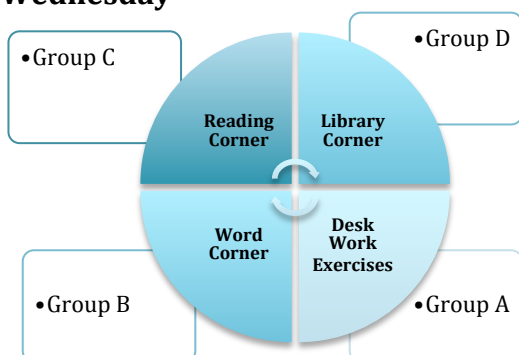 Wednesday
•Group C
•Group D
Reading
Corner
Library
Corner
Word
Corner
Desk
Work
Exercises
•Group B
•Group A